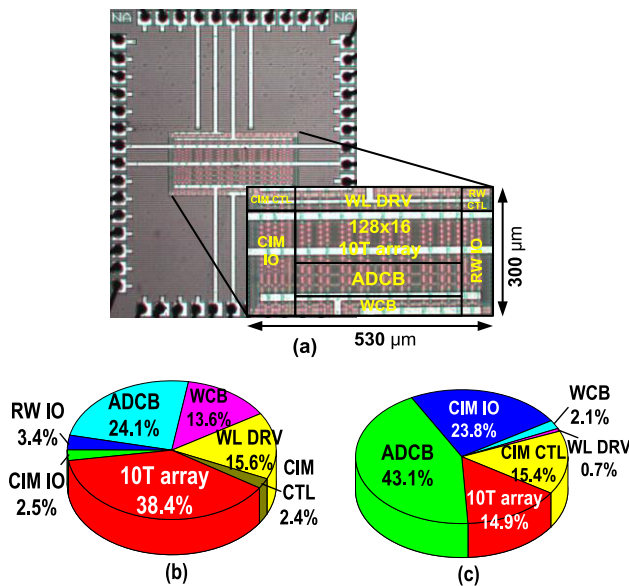 NA
NA
CIM CTL
WL DRV
RW
CTL
128x16
10T array
CIM
IO
RW IO
ADCB
WCB
300 µm
530 µm
(a)
ADCB
24.1%
WCB
13.6%
RW IO
3.4%
WL DRV
15.6%
CIM IO
2.5%
10T array
38.4%
CIM
CTL
2.4%
(b)
CIM IO
23.8%
WCB
2.1%
ADCB
43.1%
WL DRV
0.7%
CIM CTL
15.4%
10T array
14.9%
(c)